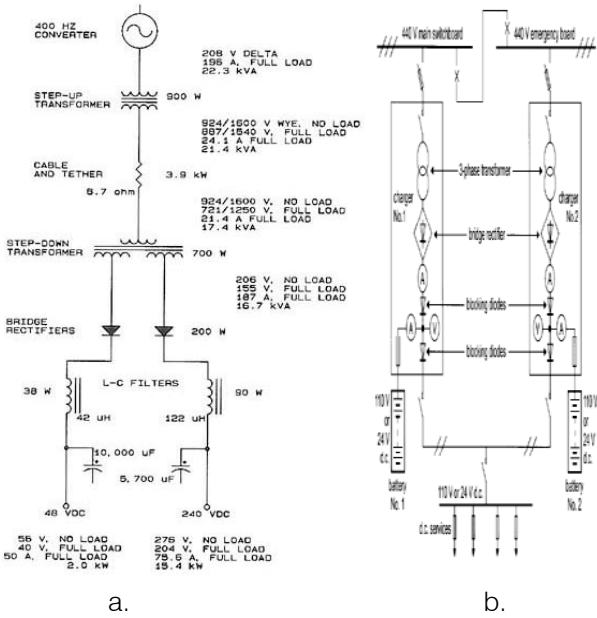 400 HZ
CONVERTER
208 V DELTA
196 A, FULL LOAD
22.3 kVA
STEP-UP
TRANSFORMER
900 W
924/1600 V WYE, NO LOAD
887/1540 V, FULL LOAD
24.1 A FULL LOAD
21.4 kVA
CABLE
AND TETHER
3.9 kW
5.7 ohm
924/1600 V, NO LOAD
721/1250 V, FULL LOAD
21.4 A FULL LOAD
17.4 kVA
STEP-DOWN
TRANSFORMER
700 W
206 V, NO LOAD
155 V, FULL LOAD
187 A, FULL LOAD
16.7 kVA
BRIDGE
RECTIFIERS
200 W
38 W
L-C FILTERS
90 W
42 uH
122 uH
10,000 uF
5,700 uF
48 VDC
240 VDC
56 V, NO LOAD
40 V, FULL LOAD
50 A, FULL LOAD
2.0 kW
276 V, NO LOAD
204 V, FULL LOAD
75.6 A, FULL LOAD
15.4 kW
a.
440 V main switchboard
440 V emergency board
X
X
3-phase transformer
charger
No.1
charger
No.2
bridge rectifier
A
A
blocking diodes
A
V
V
A
blocking diodes
110 V
or
24 V
d.c.
110 V
or
24 V
d.c.
battery
No. 1
battery
No. 2
110 V or 24 V d.c.
d.c. services
b.